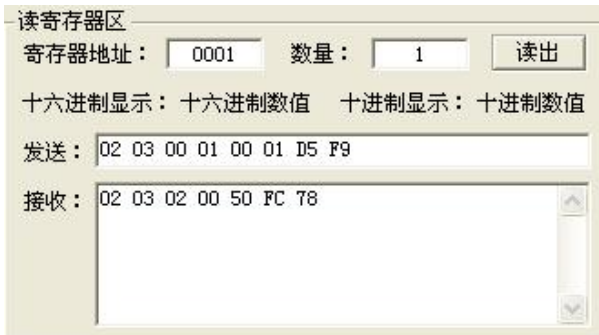 读寄存器区
寄存器地址： 0001 数量： 1 读出
十六进制显示： 十六进制数值 十进制显示： 十进制数值
发送： 02 03 00 01 00 01 D5 F9
接收： 02 03 02 00 50 FC 78